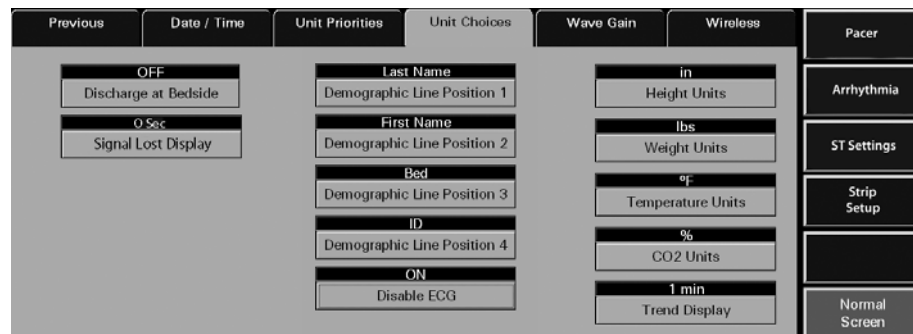 Previous
Date / Time
Unit Priorities
Unit Choices
Wave Gain
Wireless
OFF
Discharge at Bedside
0 Sec
Signal Lost Display
Last Name
Demographic Line Position 1
First Name
Demographic Line Position 2
Bed
Demographic Line Position 3
ID
Demographic Line Position 4
ON
Disable ECG
in
Height Units
lbs
Weight Units
ºF
Temperature Units
%
CO2 Units
1 min
Trend Display
Pacer
Arrhythmia
ST Settings
Strip
Setup
Normal
Screen